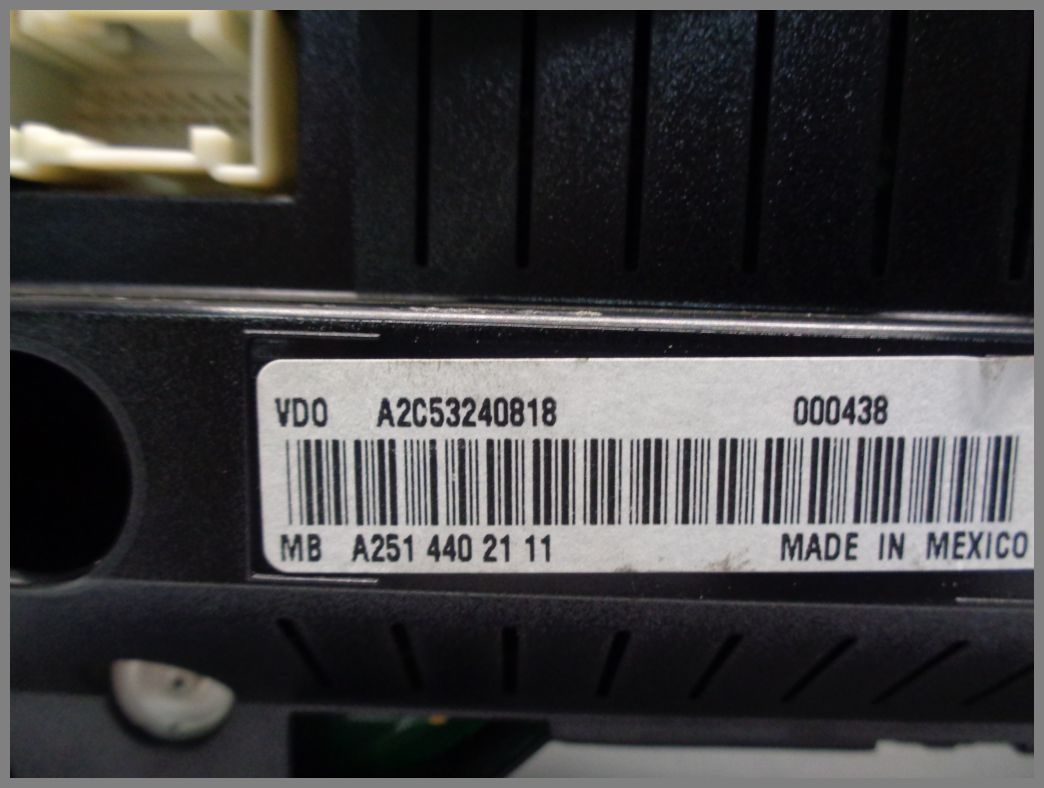 VDO A2C53240818 000438
MB A251 440 21 11 MADE IN MEXICO